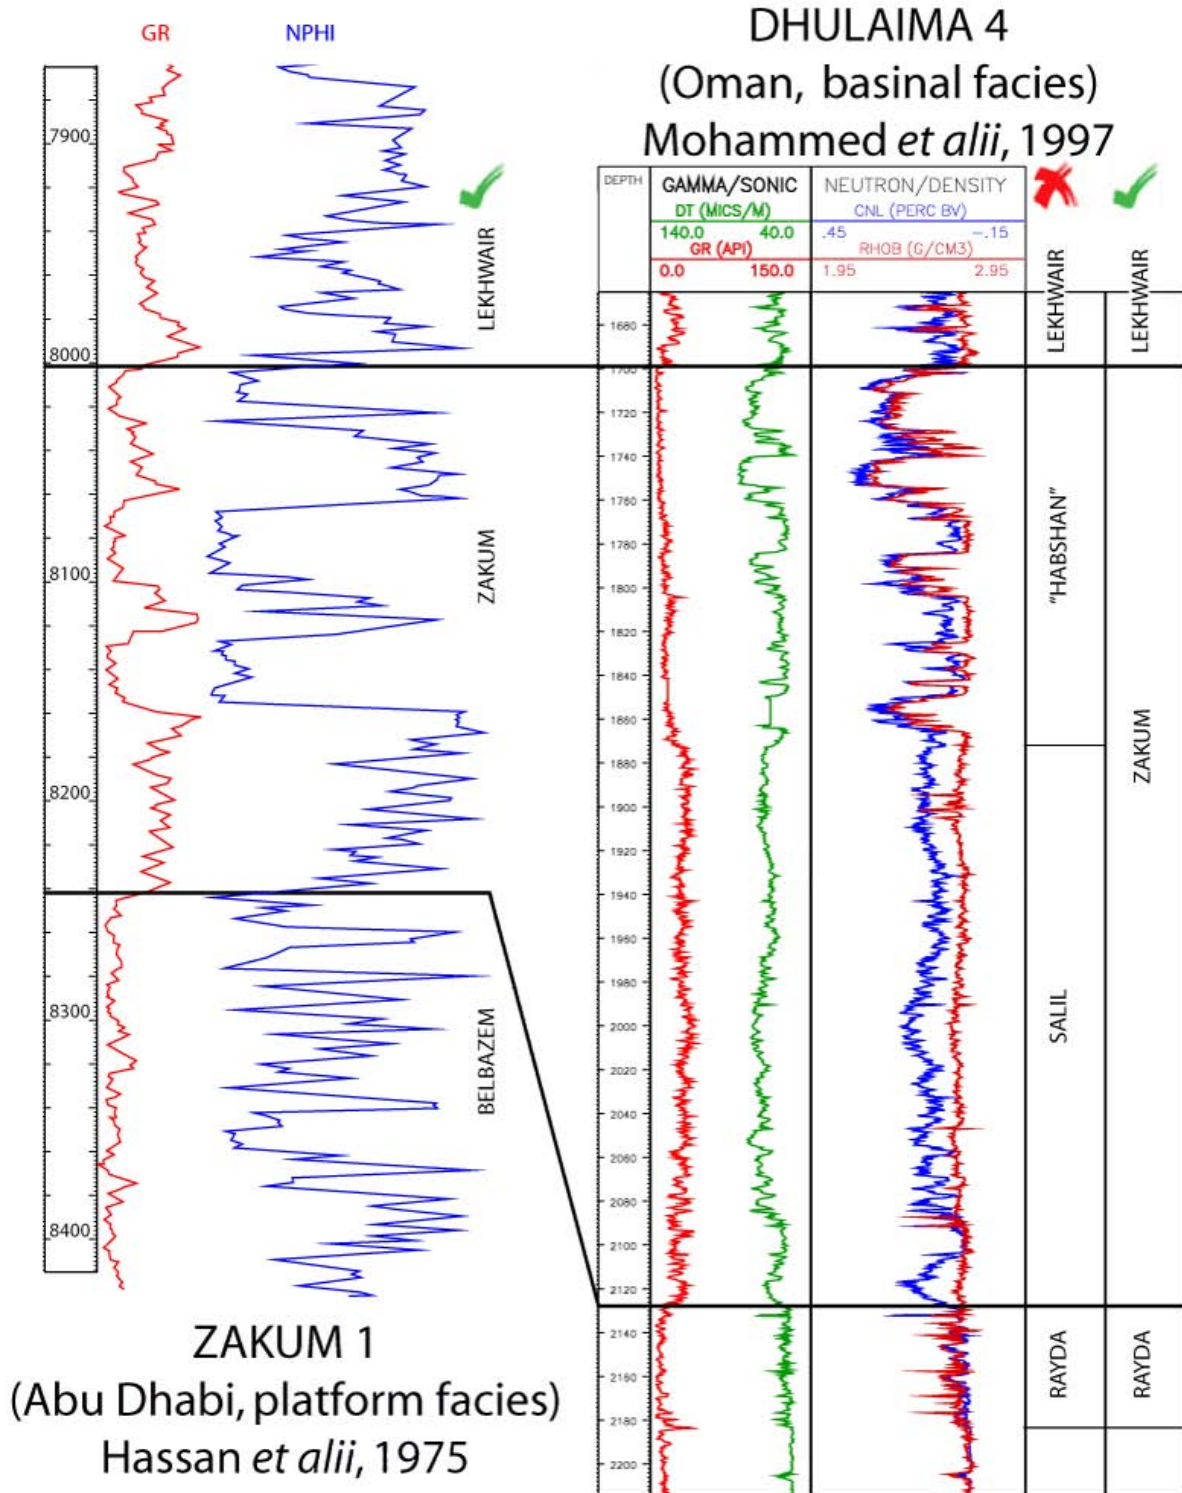 GR NPHI
DHULAIMA 4
(Oman, basinal facies)
Mohammed et alii, 1997
DEPTH
GAMMA/SONIC
DT (MICS/M)
140.0 40.0
GR (API)
0.0 150.0
NEUTRON/DENSITY
CNL (PERC BV)
.45 -.15
RHOB (G/CM3)
1.95 2.95
7900
8000
8100
8200
8300
8400
LEKHWAIR
ZAKUM
BELBAZEM
1680
1700
1720
1740
1760
1780
1800
1820
1840
1860
1880
1900
1920
1940
1960
1980
2000
2020
2040
2060
2080
2100
2120
2140
2160
2180
2200
LEKHWAIR
"HABSHAN"
SALIL
RAYDA
LEKHWAIR
ZAKUM
RAYDA
ZAKUM 1
(Abu Dhabi, platform facies)
Hassan et alii, 1975